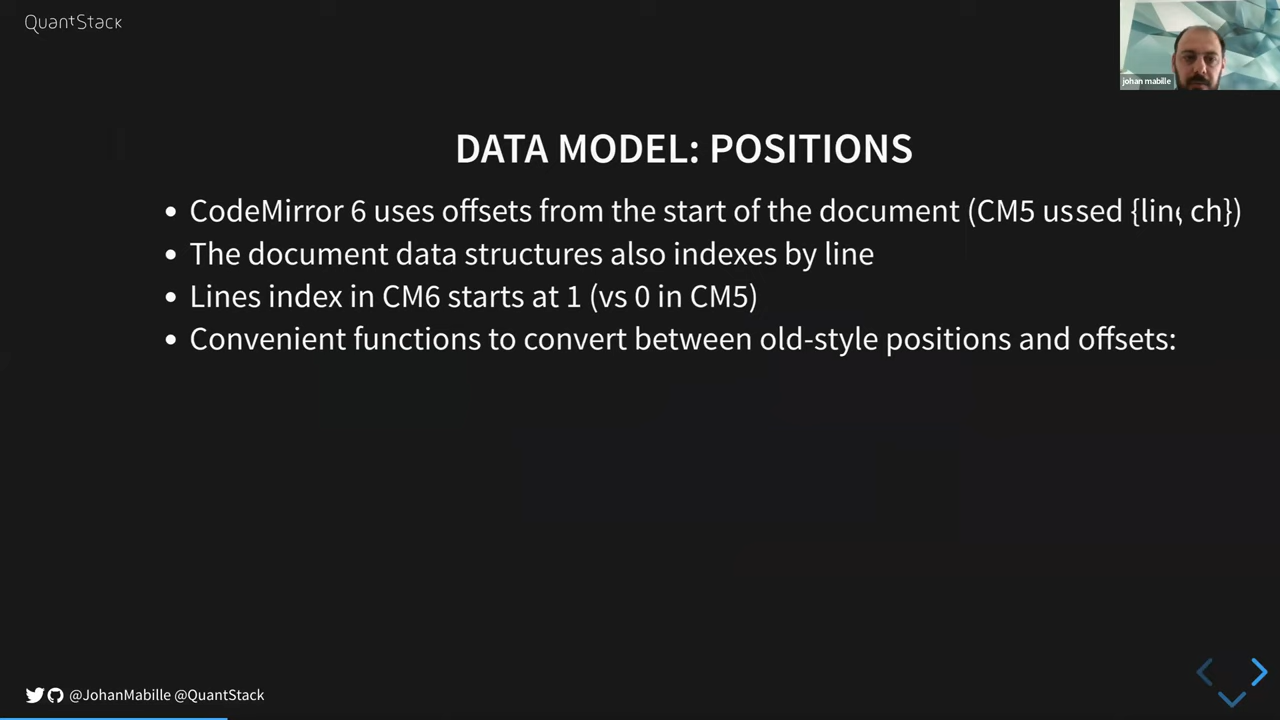 QuantStack
johan mabille
DATA MODEL: POSITIONS
• CodeMirror 6 uses offsets from the start of the document (CM5 ussed {line ch})
• The document data structures also indexes by line
• Lines index in CM6 starts at 1 (vs 0 in CM5)
• Convenient functions to convert between old-style positions and offsets:
@JohanMabille @QuantStack